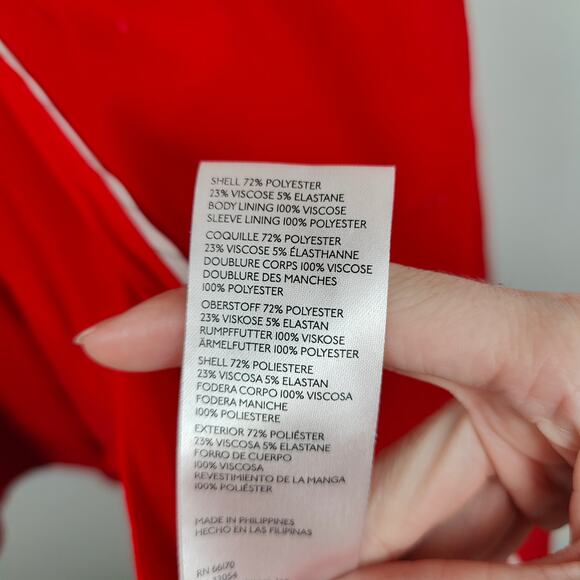 SHELL 72% POLYESTER
23% VISCOSE 5% ELASTANE
BODY LINING 100% VISCOSE
SLEEVE LINING 100% POLYESTER
COQUILLE 72% POLYESTER
23% VISCOSE 5% ÉLASTHANNE
DOUBLURE CORPS 100% VISCOSE
DOUBLURE DES MANCHES
100% POLYESTER
OBERSTOFF 72% POLYESTER
23% VISKOSE 5% ELASTAN
RUMPFFUTTER 100% VISKOSE
ÄRMELFUTTER 100% POLYESTER
SHELL 72% POLIESTERE
23% VISCOSA 5% ELASTAN
FODERA CORPO 100% VISCOSA
FODERA MANICHE
100% POLIESTERE
EXTERIOR 72% POLIÉSTER
23% VISCOSA 5% ELASTANE
FORRO DE CUERPO
100% VISCOSA
REVESTIMIENTO DE LA MANGA
100% POLIÉSTER
MADE IN PHILIPPINES
HECHO EN LAS FILIPINAS
RN 66170